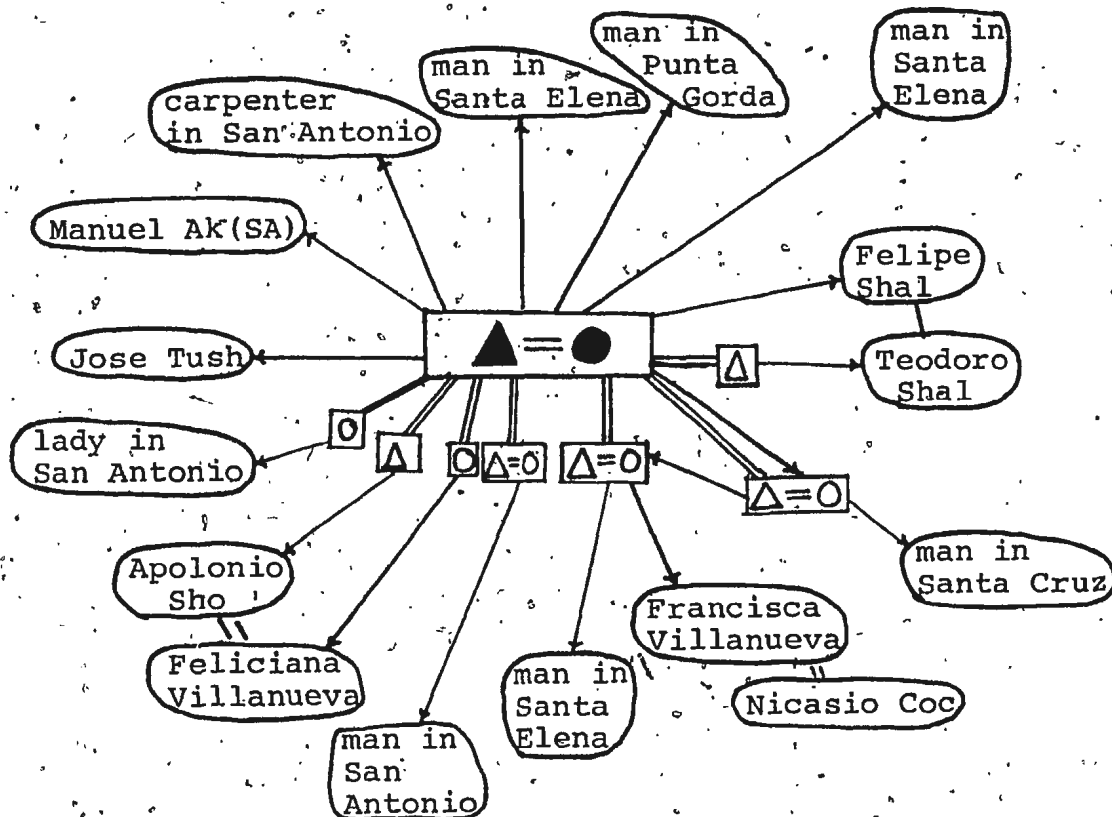 man in
Santa Elena
man in
Punta
Gorda
man in
Santa
Elena
carpenter
in San Antonio
Manuel Ak(SA)
Felipe
Shal
Jose Tush
Teodoro
Shal
lady in
San Antonio
Apolonio
Sho
Feliciana
Villanueva
man in
San
Antonio
man in
Santa
Elena
Francisca
Villanueva
Nicasio Coc
man in
Santa Cruz